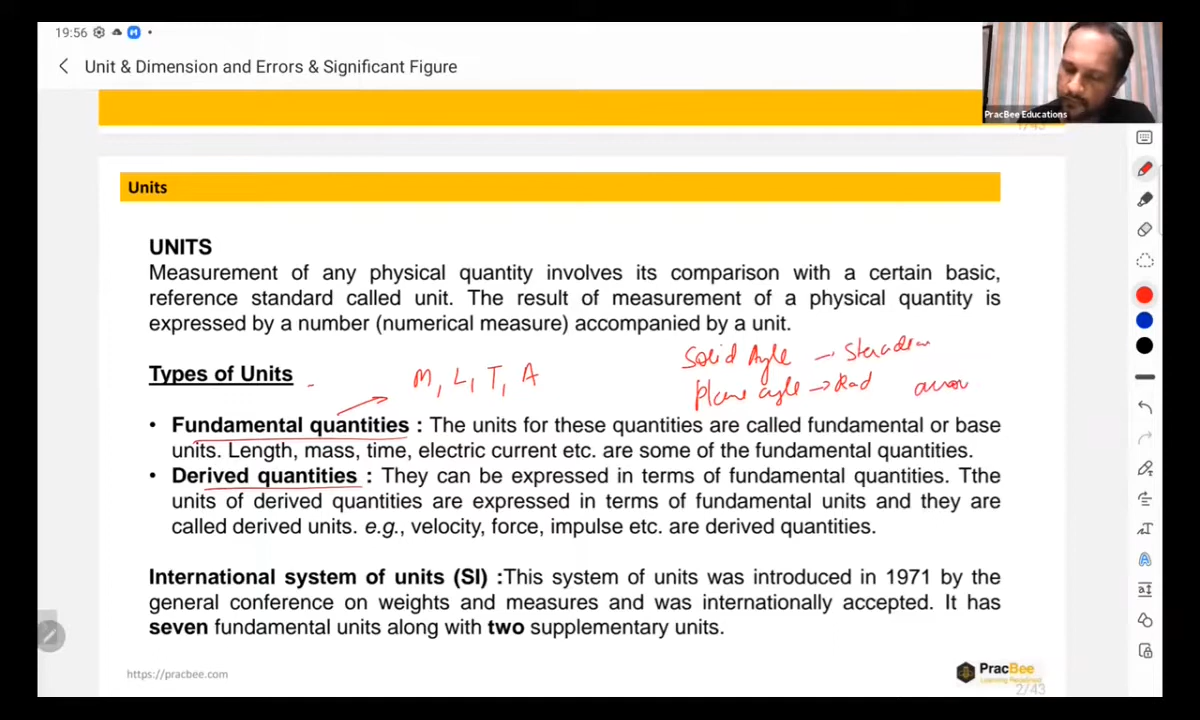 19:56
Unit & Dimension and Errors & Significant Figure
PracBee Educations
Units
UNITS
Measurement of any physical quantity involves its comparison with a certain basic,
reference standard called unit. The result of measurement of a physical quantity is
expressed by a number (numerical measure) accompanied by a unit.
Solid Angle →
Types of Units
M, L, T, A
Plane angle → Rad
• Fundamental quantities : The units for these quantities are called fundamental or base
units. Length, mass, time, electric current etc. are some of the fundamental quantities.
• Derived quantities : They can be expressed in terms of fundamental quantities. Tthe
units of derived quantities are expressed in terms of fundamental units and they are
called derived units. e.g., velocity, force, impulse etc. are derived quantities.
International system of units (SI) :This system of units was introduced in 1971 by the
general conference on weights and measures and was internationally accepted. It has
seven fundamental units along with two supplementary units.
https://pracbee.com
PracBee
2/43